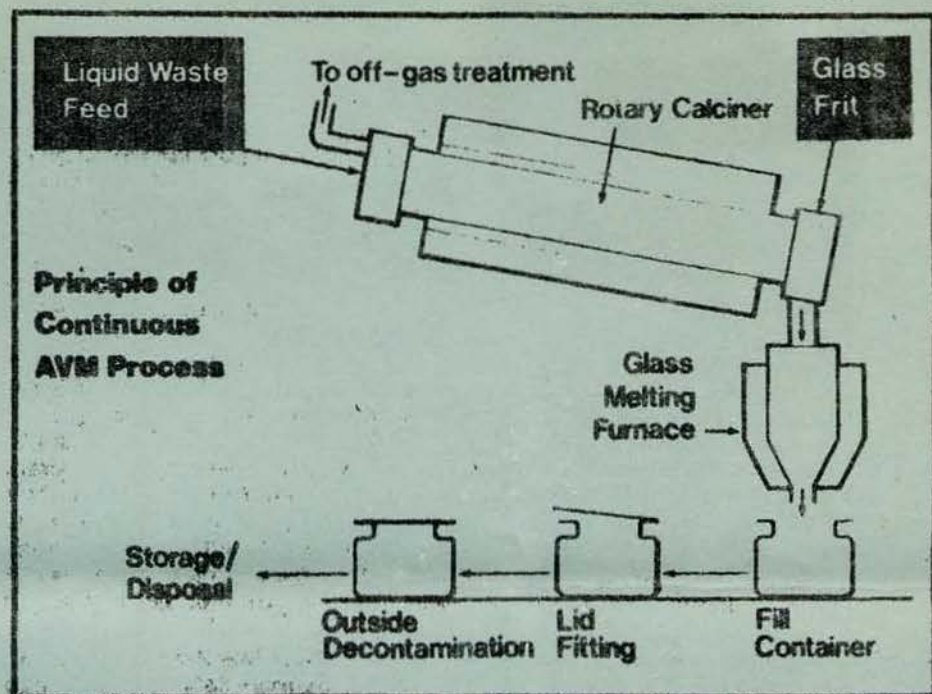 Liquid Waste
Feed
To off-gas treatment
Rotary Calciner
Glass
Frit
Principle of
Continuous
AVM Process
Glass
Melting
Furnace
Storage/
Disposal
Outside
Decontamination
Lid
Fitting
Fill
Container